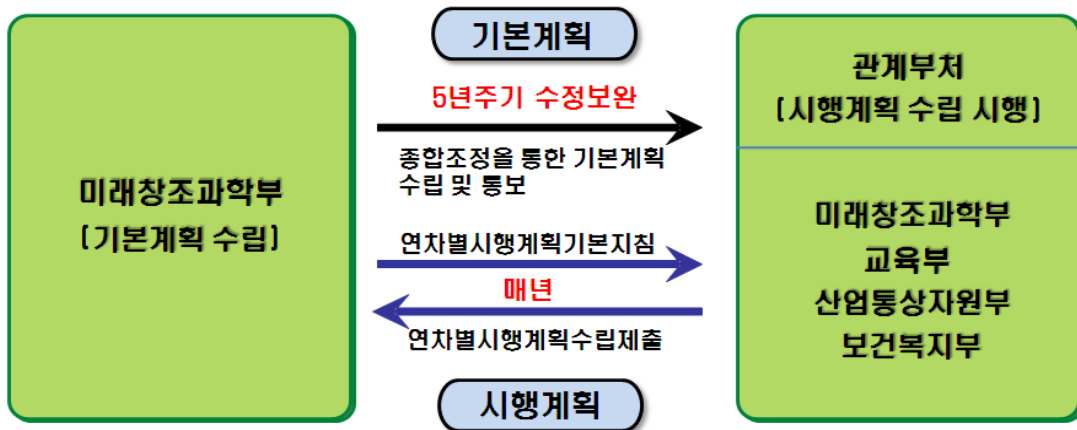 기본계획
미래창조과학부
[기본계획 수립]
5년주기 수정보완
종합조정을 통한 기본계획
수립 및 통보
연차별시행계획기본지침
매년
연차별시행계획수립제출
시행계획
관계부처
[시행계획 수립 시행]
미래창조과학부
교육부
산업통상자원부
보건복지부